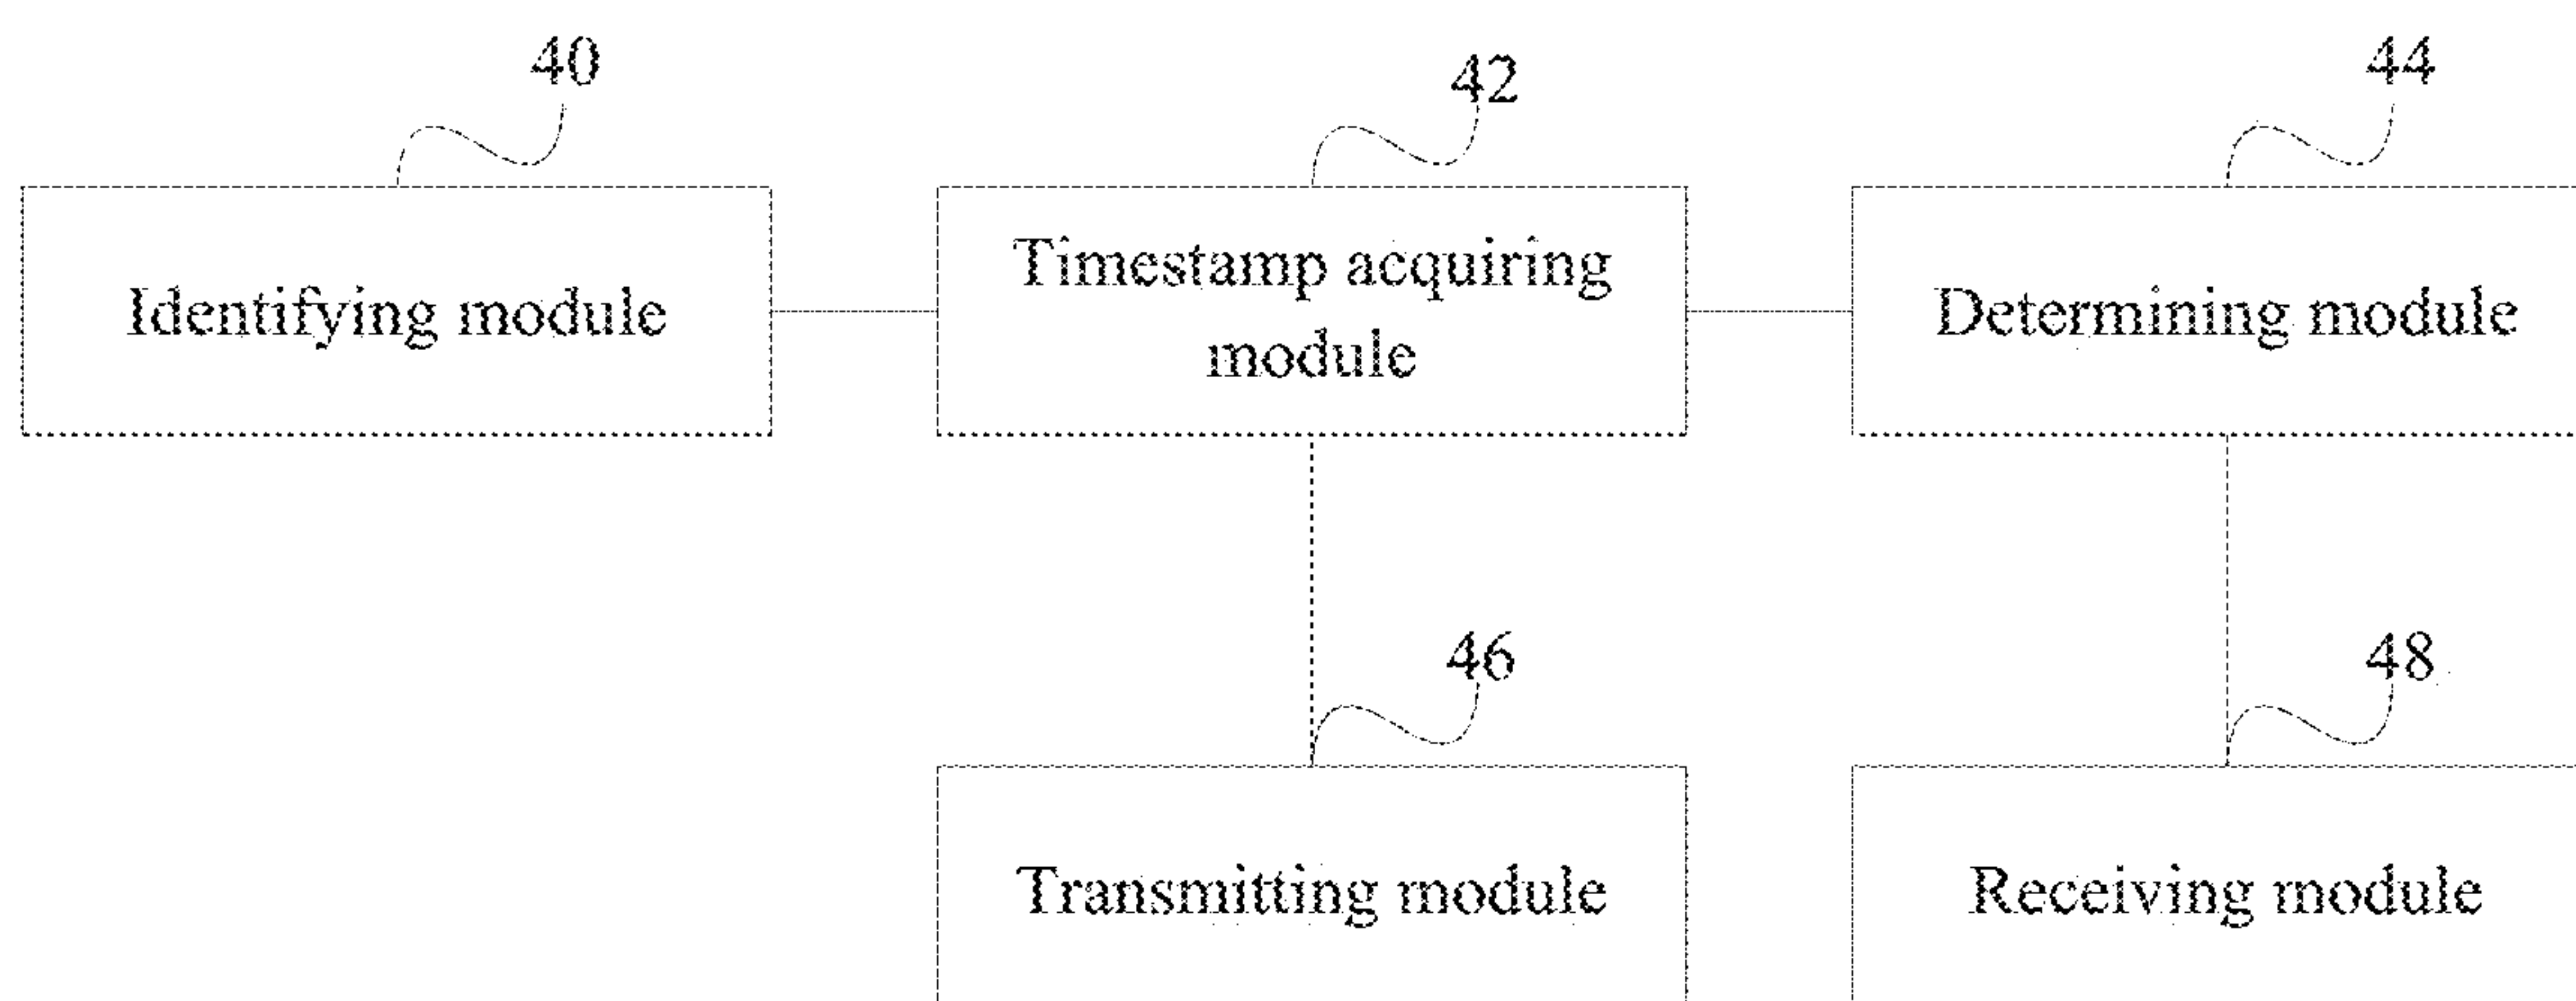 40
42
44
Identifying module
Timestamp acquiring
module
Determining module
46
48
Transmitting module
Receiving module